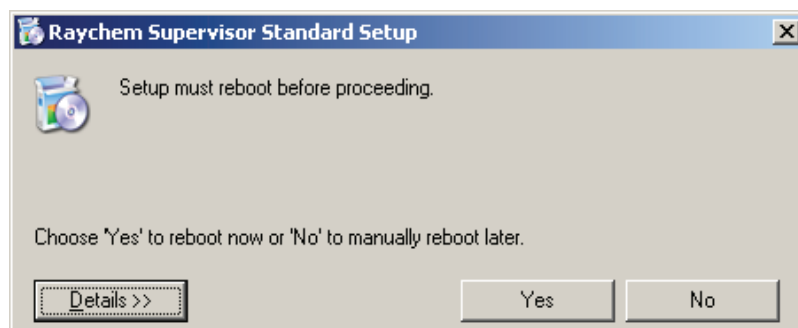 Raychem Supervisor Standard Setup
Setup must reboot before proceeding.
Choose 'Yes' to reboot now or 'No' to manually reboot later.
Details >>
Yes
No